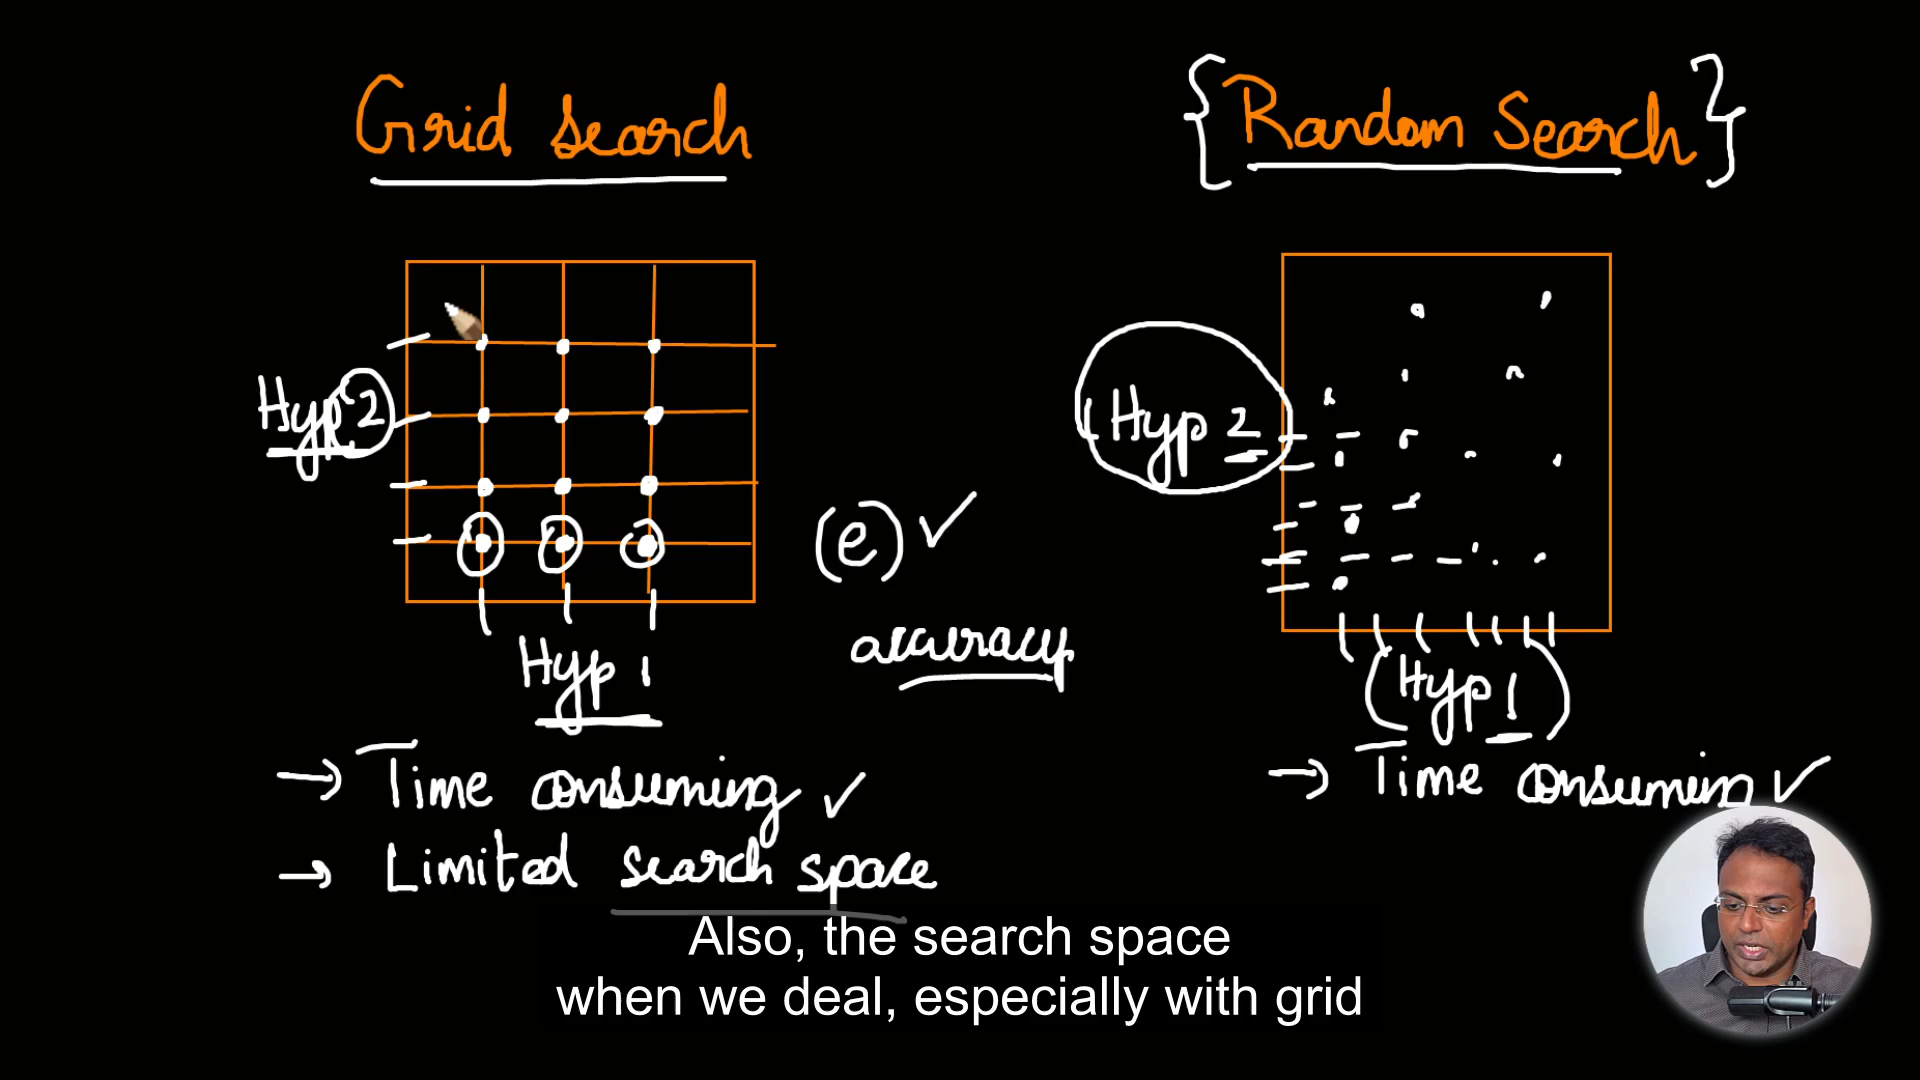 Grid Search
{Random Search}
Hyp 2
Hyp 2
(e) ✓
accuracy
Hyp 1
(Hyp 1)
→ Time consuming ✓
→ Time consuming ✓
→ Limited search space
Also, the search space
when we deal, especially with grid